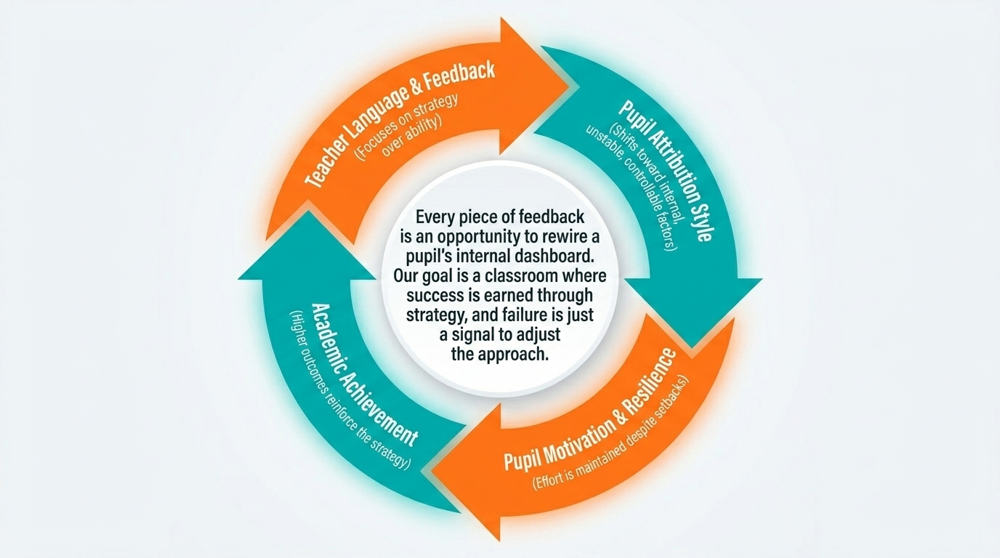 Teacher Language & Feedback
(Focuses on strategy
over ability)
Pupil Attribution Style
(Shifts toward internal,
unstable, controllable factors)
Pupil Motivation & Resilience
(Effort is maintained despite setbacks)
Academic Achievement
(Higher outcomes reinforce the strategy)
Every piece of feedback
is an opportunity to rewire a
pupil's internal dashboard.
Our goal is a classroom where
success is earned through
strategy, and failure is just
a signal to adjust
the approach.